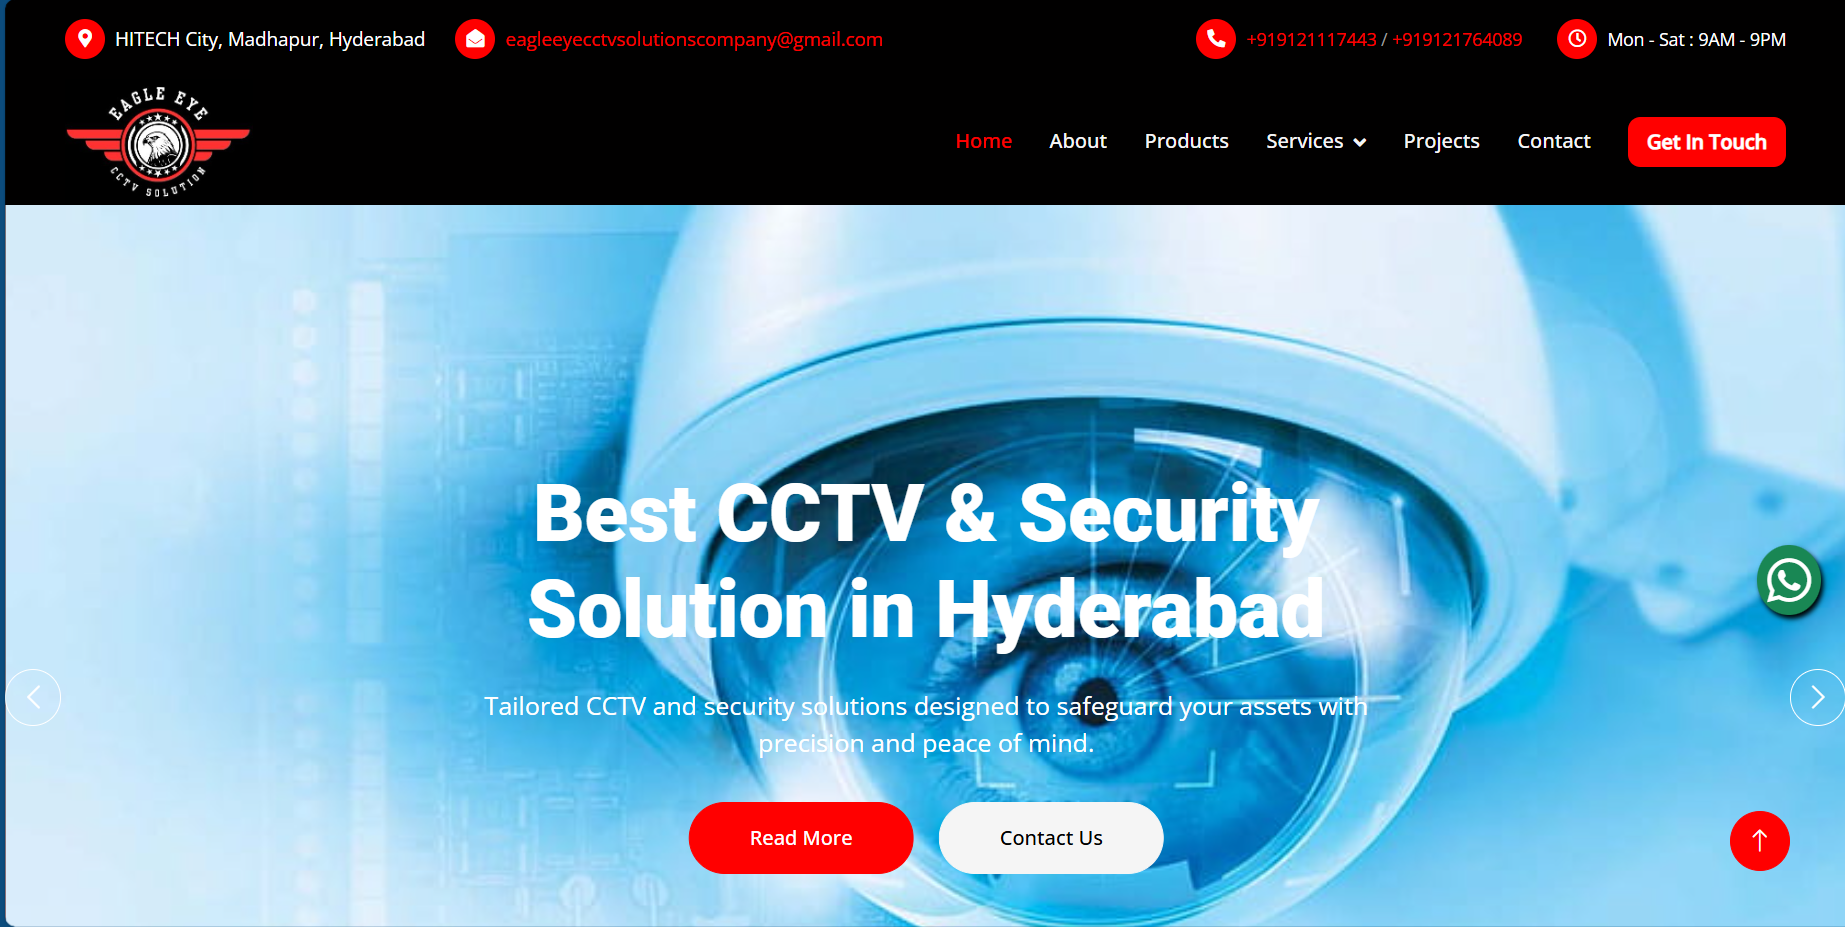 HITECH City, Madhapur, Hyderabad
eagleeyecctvsolutionscompany@gmail.com
+919121117443 / +919121764089
Mon - Sat : 9AM - 9PM
EAGLE EYE
CCTV SOLUTION
Home
About
Products
Services
Projects
Contact
Get In Touch
Best CCTV & Security
Solution in Hyderabad
Tailored CCTV and security solutions designed to safeguard your assets with
precision and peace of mind.
Read More
Contact Us